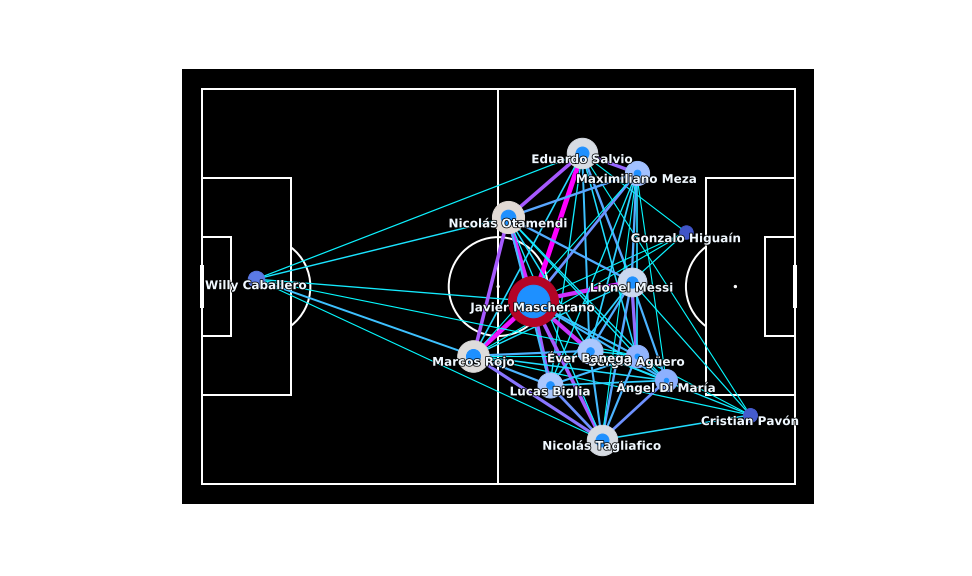 Eduardo Salvio
Maximiliano Meza
Nicolás Otamendi
Gonzalo Higuaín
Willy Caballero
Lionel Messi
Javier Mascherano
Marcos Rojo
Éver Banega
Sergio Agüero
Lucas Biglia
Ángel Di María
Cristian Pavón
Nicolás Tagliafico